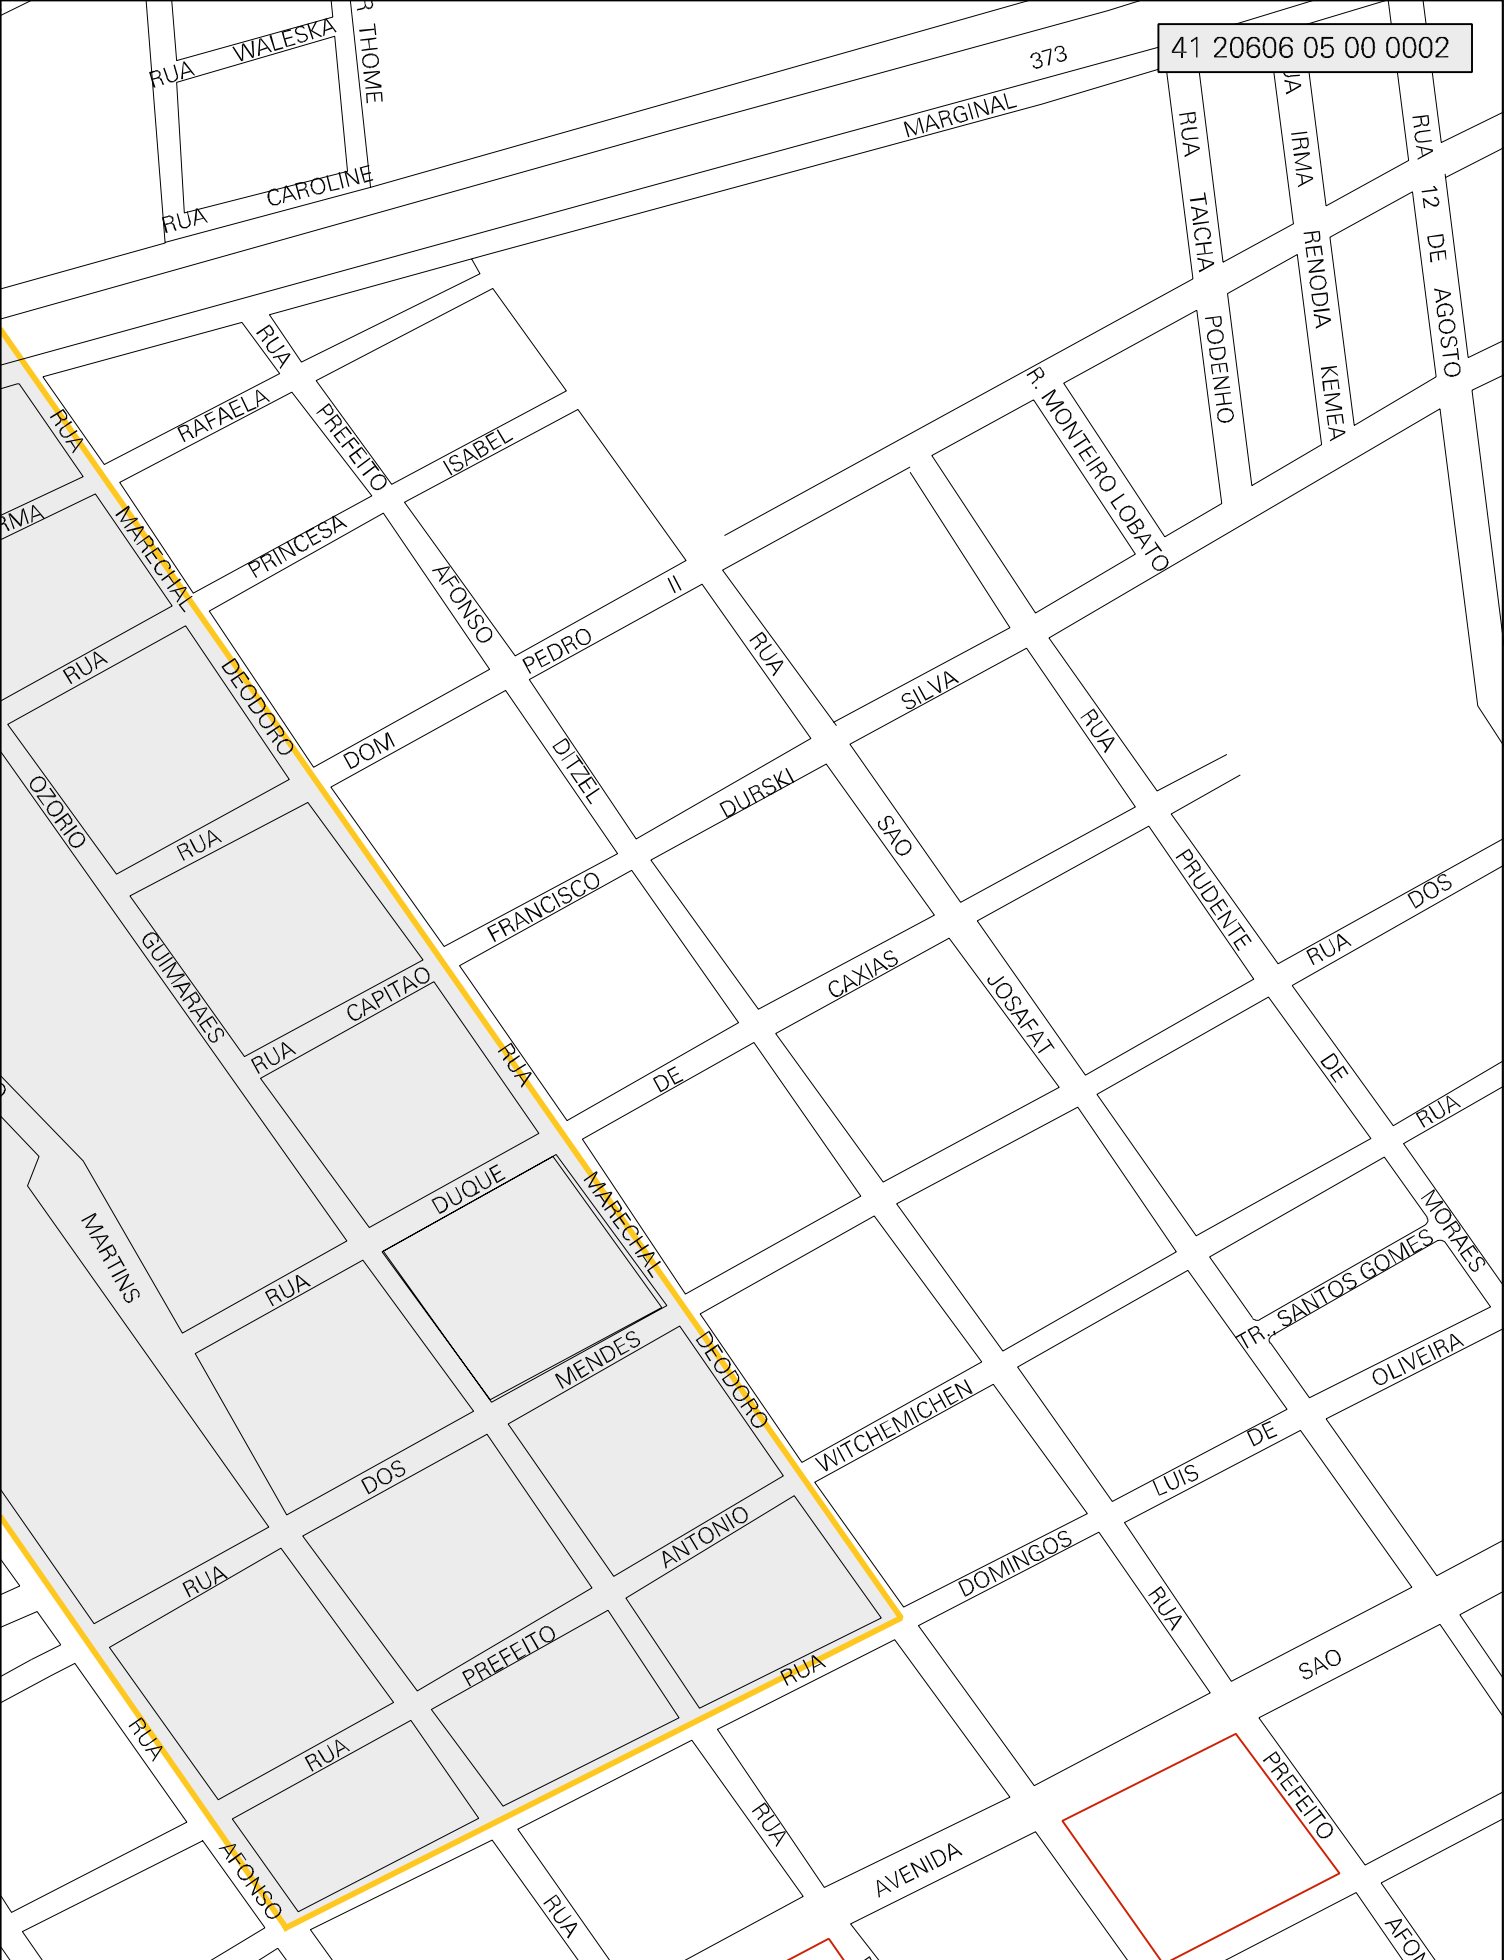 41 20606 05 00 0002
RUA WALESKA
R THOME
373
MARGINAL
RUA CAROLINE
RUA TAICHA PODENHO
IRMA RENODIA KEMEA
RUA 12 DE AGOSTO
R. MONTEIRO LOBATO
RUA PREFEITO AFONSO DITZEL
RAFAELA
PRINCESA ISABEL
RUA MARECHAL DEODORO
RUA
DOM PEDRO II
RUA
FRANCISCO DURSKI SILVA
RUA SAO JOSAFAT
RUA PRUDENTE DE MORAES
OZORIO GUIMARAES
RUA CAPITAO
DE CAXIAS
RUA DOS
RUA MARECHAL DEODORO
DUQUE
RUA
MARTINS
RUA
MENDES
WITCHEMICHEN
TR., SANTOS GOMES
LUIS DE OLIVEIRA
DOS
ANTONIO
DOMINGOS
RUA
PREFEITO
RUA
SAO
RUA
RUA
AFONSO
RUA
RUA
AVENIDA
RUA
PREFEITO